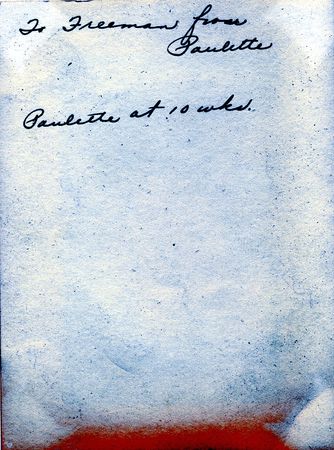 To Freeman from
Paulette
Paulette at 10 wks.